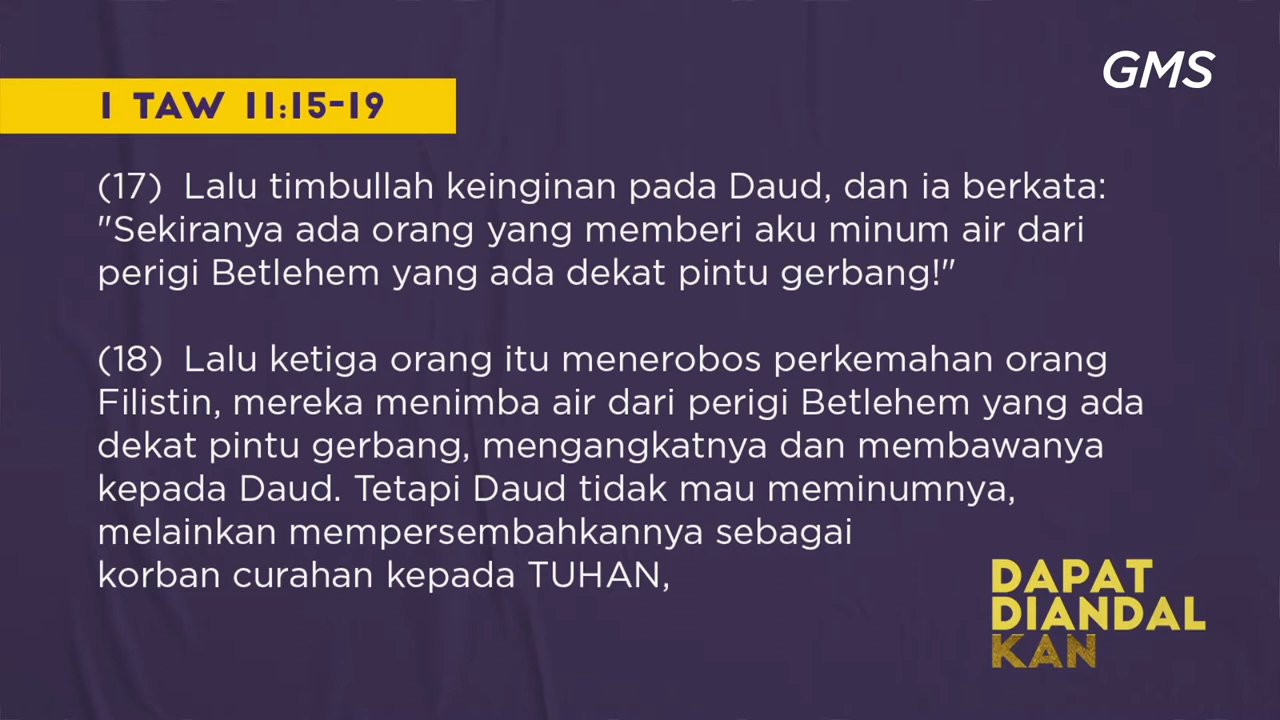 GMS
1 TAW 11:15-19
(17) Lalu timbullah keinginan pada Daud, dan ia berkata:
"Sekiranya ada orang yang memberi aku minum air dari
perigi Betlehem yang ada dekat pintu gerbang!"
(18) Lalu ketiga orang itu menerobos perkemahan orang
Filistin, mereka menimba air dari perigi Betlehem yang ada
dekat pintu gerbang, mengangkatnya dan membawanya
kepada Daud. Tetapi Daud tidak mau meminumnya,
melainkan mempersembahkannya sebagai
korban curahan kepada TUHAN,
DAPAT
DIANDAL
KAN